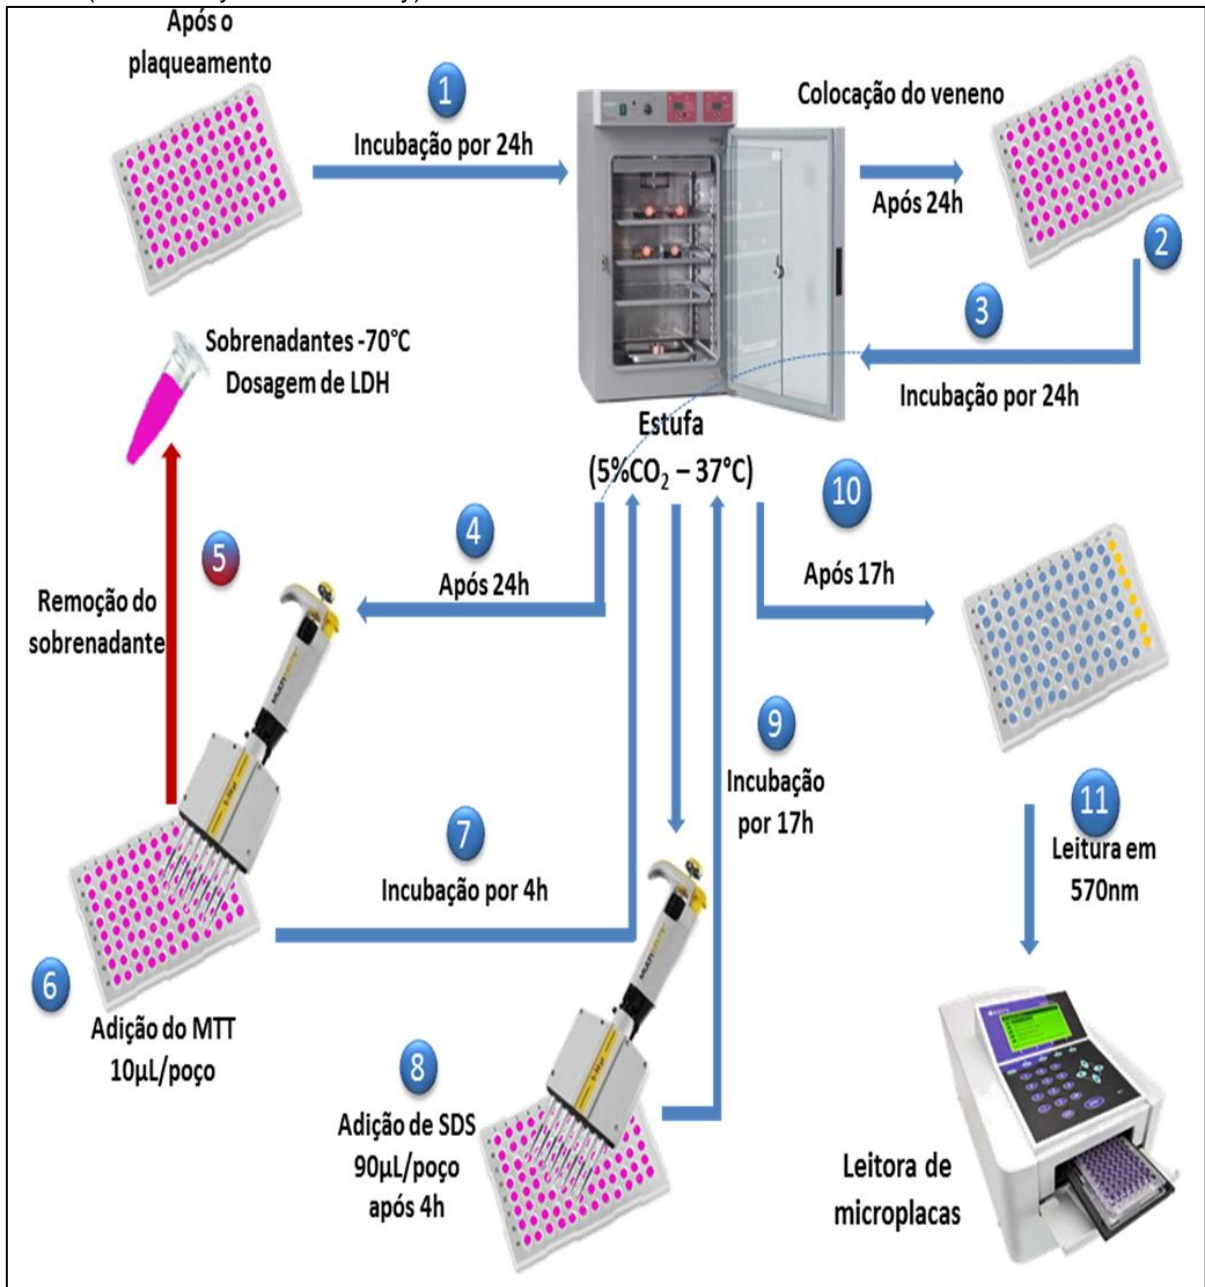 Após o
plaqueamento
1
Incubação por 24h
Colocação do veneno
Após 24h
2
3
Incubação por 24h
Estufa
(5%CO₂ – 37°C)
Sobrenadantes -70°C
Dosagem de LDH
4
Após 24h
5
Remoção do
sobrenadante
6
Adição do MTT
10µL/poço
7
Incubação por 4h
8
Adição de SDS
90µL/poço
após 4h
9
Incubação
por 17h
10
Após 17h
11
Leitura em
570nm
Leitora de
microplacas